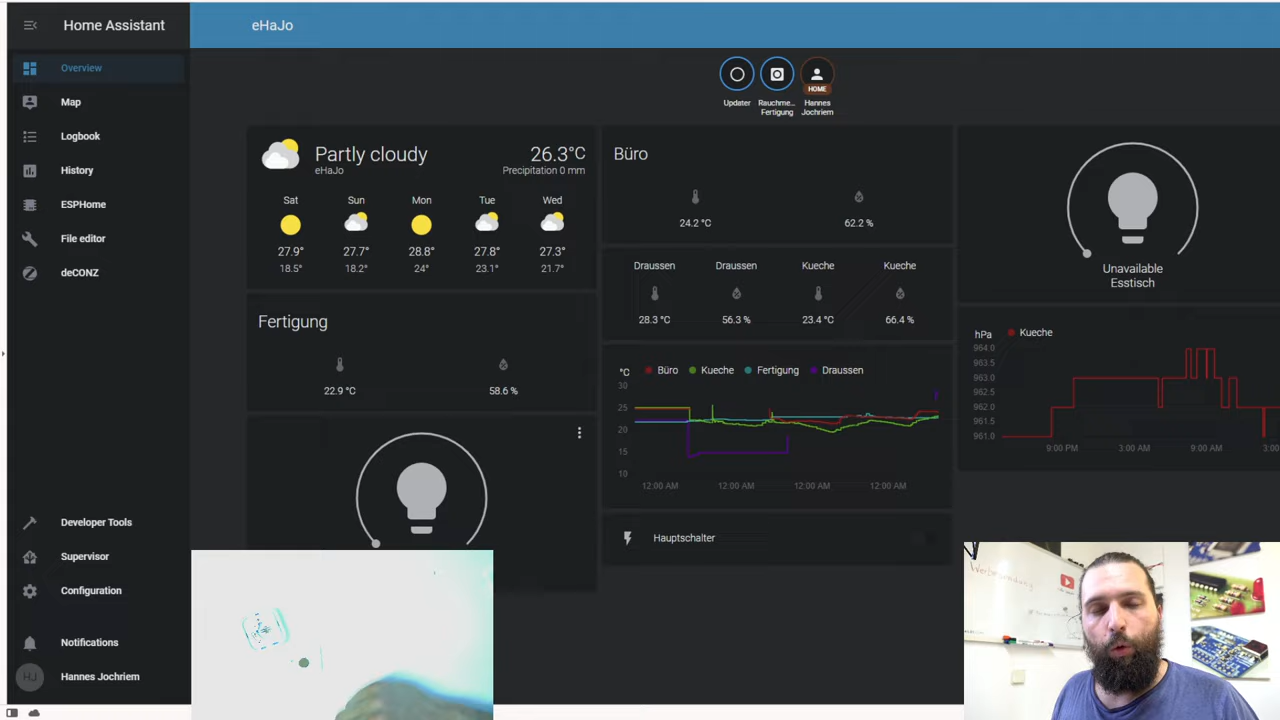 Home Assistant
Overview
Map
Logbook
History
ESPHome
File editor
deCONZ
Developer Tools
Supervisor
Configuration
Notifications
HJ
Hannes Jochriem
eHaJo
HOME
Updater
Rauchme... Hannes
Fertigung Jochriem
Partly cloudy
eHaJo
26.3°C
Precipitation 0 mm
Sat Sun Mon Tue Wed
27.9° 27.7° 28.8° 27.8° 27.3°
18.5° 18.2° 24° 23.1° 21.7°
Fertigung
22.9 °C 58.6 %
Büro
24.2 °C 62.2 %
Draussen Draussen Kueche Kueche
28.3 °C 56.3 % 23.4 °C 66.4 %
°C Büro Kueche Fertigung Draussen
30
25
20
15
10
12:00 AM 12:00 AM 12:00 AM 12:00 AM
Hauptschalter
Unavailable
Esstisch
hPa Kueche
964.0
963.5
963.0
962.5
962.0
961.5
961.0
9:00 PM 3:00 AM 9:00 AM 3:00
Werbesendung